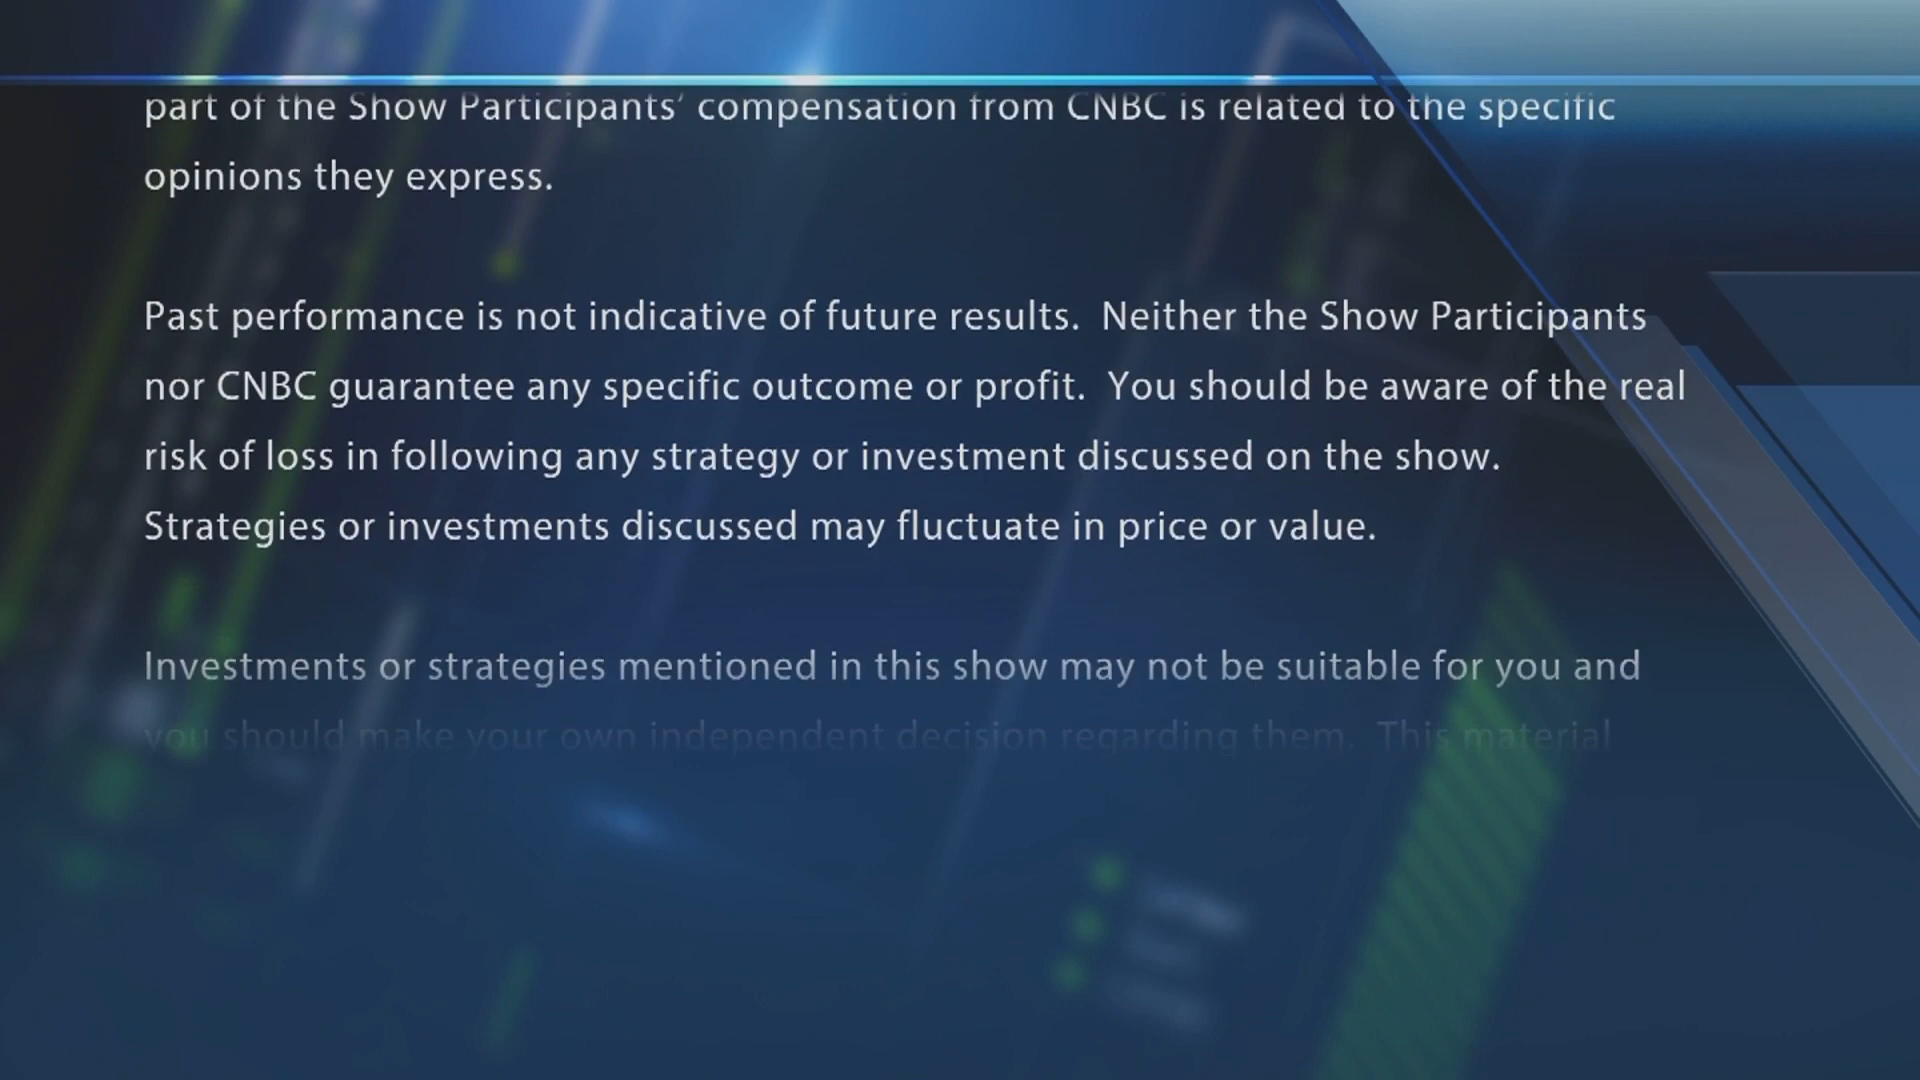 part of the Show Participants’ compensation from CNBC is related to the specific
opinions they express.
Past performance is not indicative of future results.  Neither the Show Participants
nor CNBC guarantee any specific outcome or profit.  You should be aware of the real
risk of loss in following any strategy or investment discussed on the show.
Strategies or investments discussed may fluctuate in price or value.
Investments or strategies mentioned in this show may not be suitable for you and
you should make your own independent decision regarding them.  This material